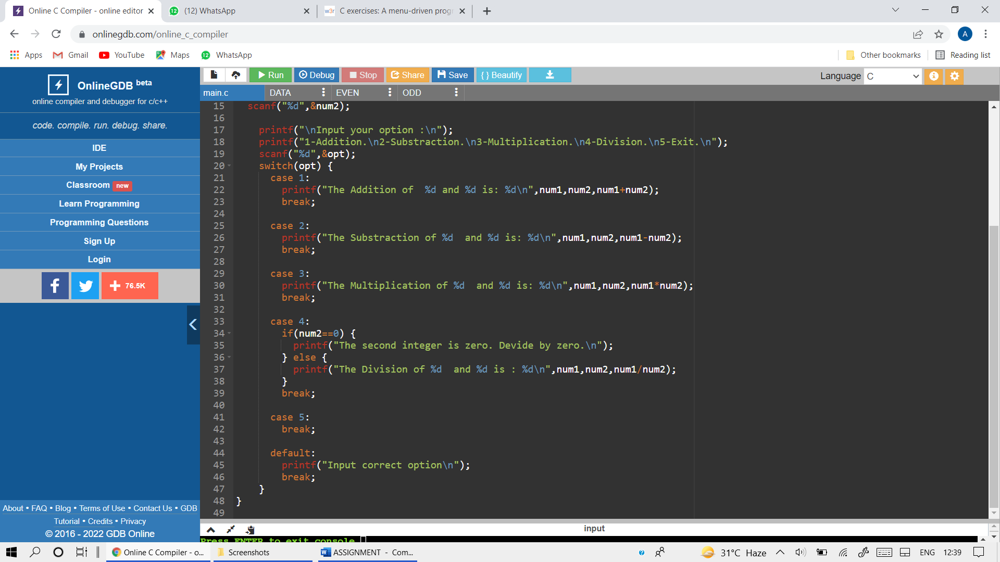 Online C Compiler - online editor
(12) WhatsApp
w3r C exercises: A menu-driven prog
onlinegdb.com/online_c_compiler
A
Apps Gmail YouTube Maps 12 WhatsApp Other bookmarks Reading list
OnlineGDB beta
online compiler and debugger for c/c++
code. compile. run. debug. share.
IDE
My Projects
Classroom new
Learn Programming
Programming Questions
Sign Up
Login
f
76.5K
About • FAQ • Blog • Terms of Use • Contact Us • GDB
Tutorial • Credits • Privacy
© 2016 - 2022 GDB Online
Run Debug Stop Share Save { } Beautify
Language C
main.c DATA EVEN ODD
15 scanf("%d",&num2);
16
17 printf("\nInput your option :\n");
18 printf("1-Addition.\n2-Substraction.\n3-Multiplication.\n4-Division.\n5-Exit.\n");
19 scanf("%d",&opt);
20 switch(opt) {
21 case 1:
22 printf("The Addition of  %d and %d is: %d\n",num1,num2,num1+num2);
23 break;
24
25 case 2:
26 printf("The Substraction of %d  and %d is: %d\n",num1,num2,num1-num2);
27 break;
28
29 case 3:
30 printf("The Multiplication of %d  and %d is: %d\n",num1,num2,num1*num2);
31 break;
32
33 case 4:
34 if(num2==0) {
35 printf("The second integer is zero. Devide by zero.\n");
36 } else {
37 printf("The Division of %d  and %d is : %d\n",num1,num2,num1/num2);
38 }
39 break;
40
41 case 5:
42 break;
43
44 default:
45 printf("Input correct option\n");
46 break;
47 }
48 }
49
input
Press ENTER to exit console.
Online C Compiler - o...
Screenshots
W ASSIGNMENT - Com...
31°C Haze
ENG 12:39